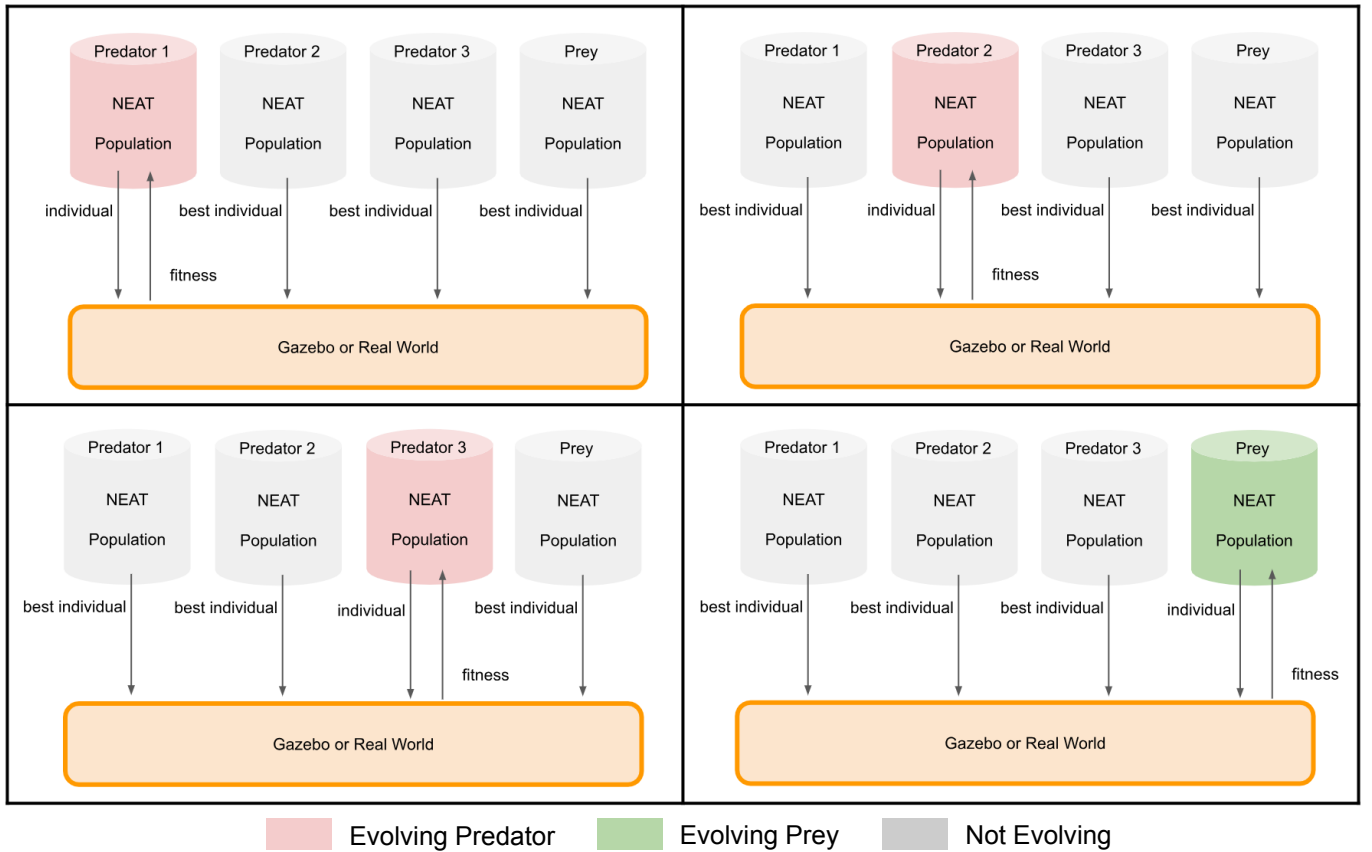 Predator 1
Predator 2
Predator 3
Prey
NEAT
NEAT
NEAT
NEAT
Population
Population
Population
Population
individual
best individual
best individual
best individual
fitness
Gazebo or Real World
Predator 1
Predator 2
Predator 3
Prey
NEAT
NEAT
NEAT
NEAT
Population
Population
Population
Population
best individual
individual
best individual
best individual
fitness
Gazebo or Real World
Predator 1
Predator 2
Predator 3
Prey
NEAT
NEAT
NEAT
NEAT
Population
Population
Population
Population
best individual
best individual
individual
best individual
fitness
Gazebo or Real World
Predator 1
Predator 2
Predator 3
Prey
NEAT
NEAT
NEAT
NEAT
Population
Population
Population
Population
best individual
best individual
best individual
individual
fitness
Gazebo or Real World
Evolving Predator
Evolving Prey
Not Evolving